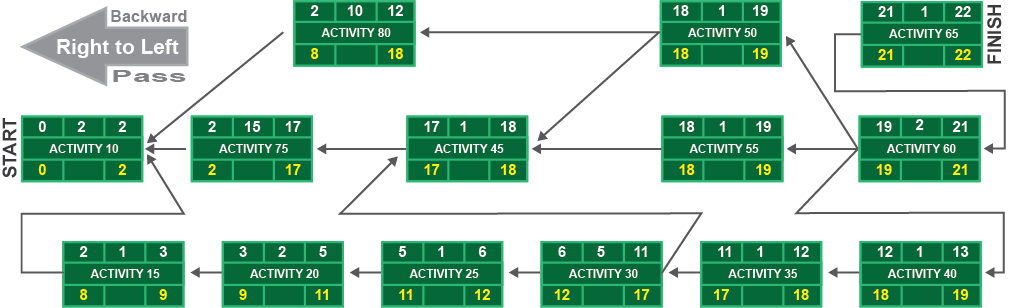 Backward
Right to Left
Pass
START
FINISH
2 10 12
ACTIVITY 80
8 18
18 1 19
ACTIVITY 50
18 19
21 1 22
ACTIVITY 65
21 22
0 2 2
ACTIVITY 10
0 2
2 15 17
ACTIVITY 75
2 17
17 1 18
ACTIVITY 45
17 18
18 1 19
ACTIVITY 55
18 19
19 2 21
ACTIVITY 60
19 21
2 1 3
ACTIVITY 15
8 9
3 2 5
ACTIVITY 20
9 11
5 1 6
ACTIVITY 25
11 12
6 5 11
ACTIVITY 30
12 17
11 1 12
ACTIVITY 35
17 18
12 1 13
ACTIVITY 40
18 19